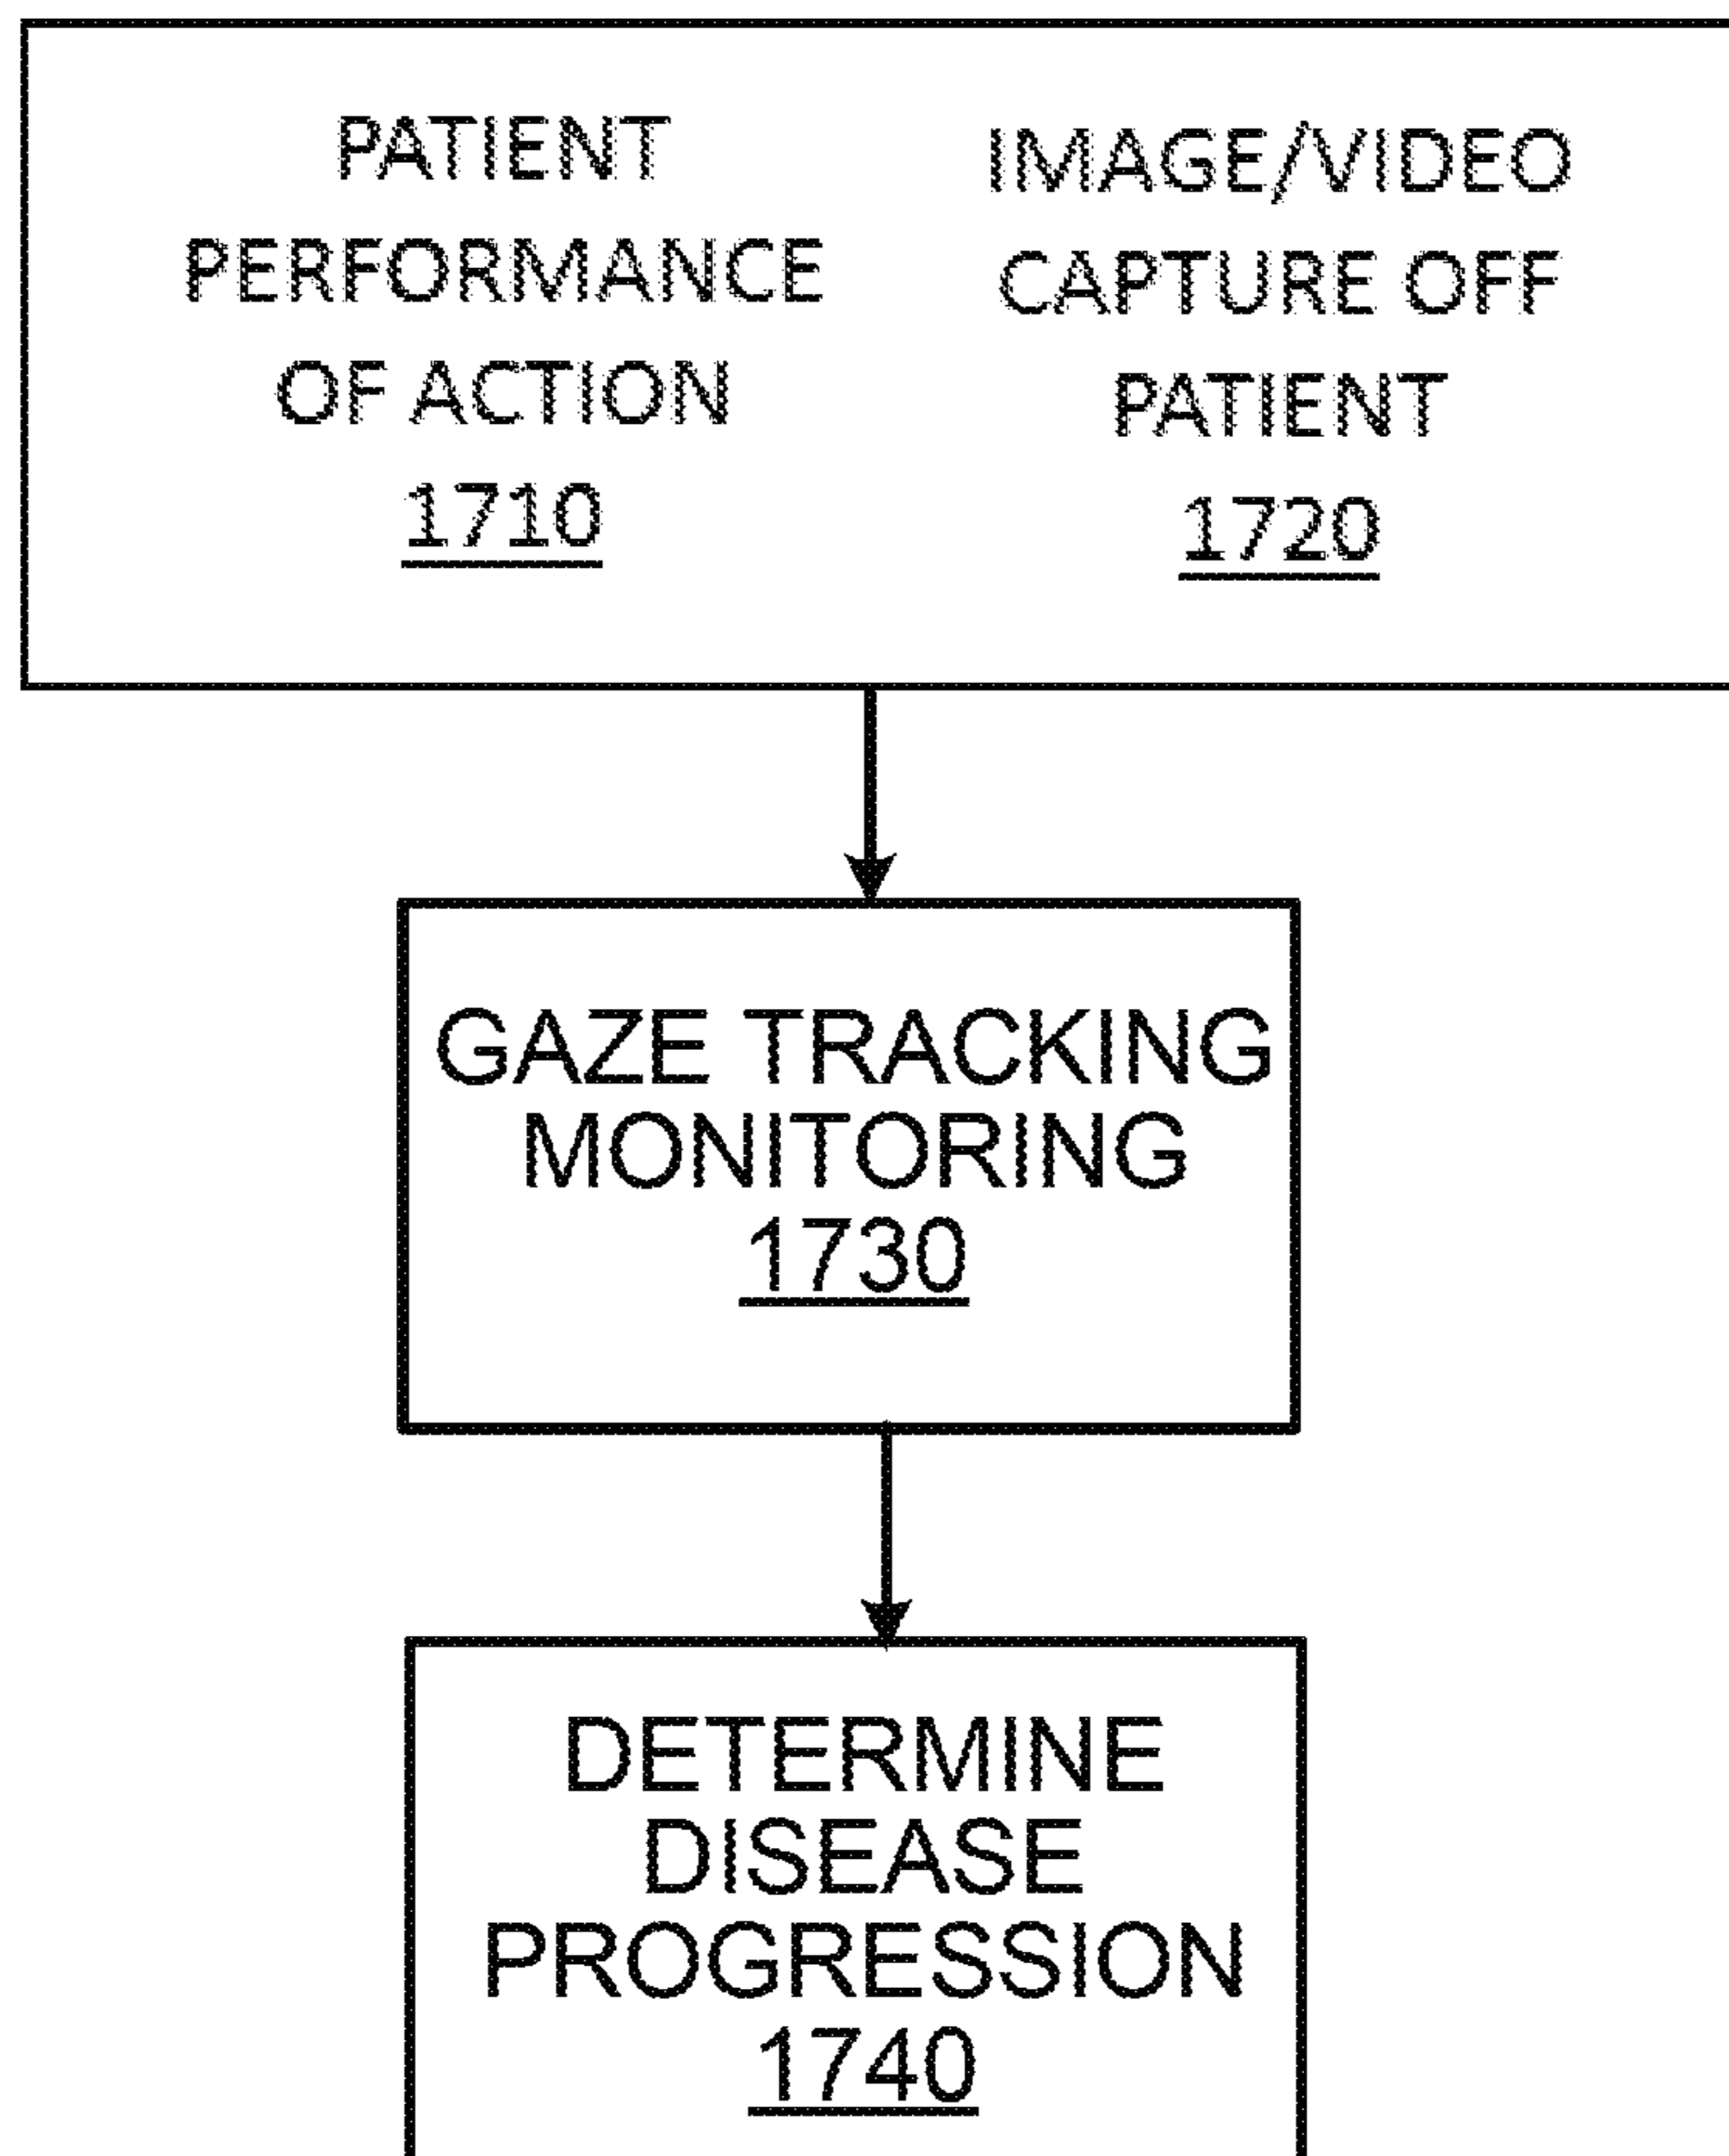 PATIENT
PERFORMANCE
OF ACTION
1710
IMAGE/VIDEO
CAPTURE OFF
PATIENT
1720
GAZE TRACKING
MONITORING
1730
DETERMINE
DISEASE
PROGRESSION
1740